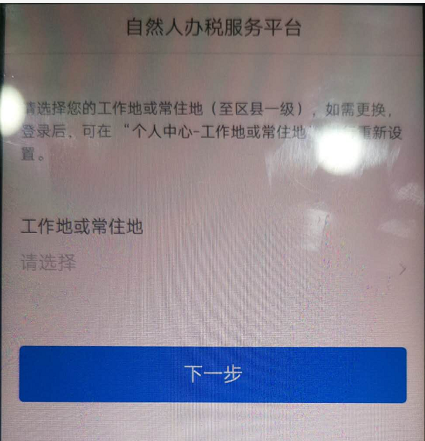 自然人办税服务平台
请选择您的工作地或常住地（至区县一级），如需更换，
登录后，可在“个人中心-工作地或常住地 重新设
置。
工作地或常住地
请选择
下一步